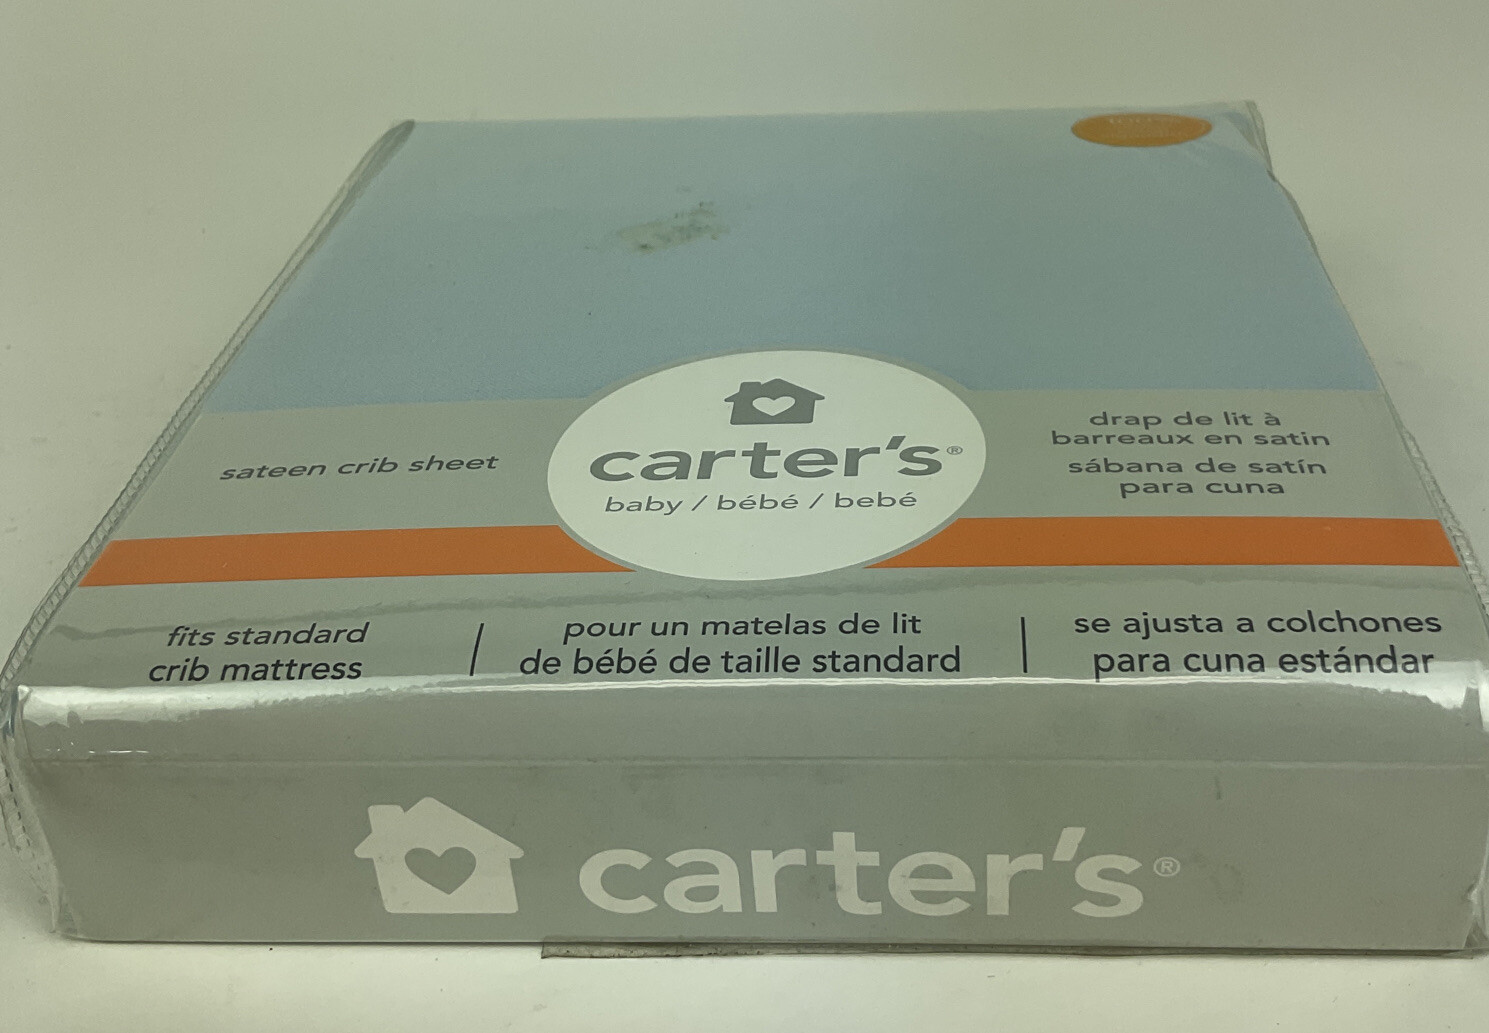 100%
sateen crib sheet
carter's®
baby / bébé / bebé
drap de lit à
barreaux en satin
sábana de satín
para cuna
fits standard
crib mattress
pour un matelas de lit
de bébé de taille standard
se ajusta a colchones
para cuna estándar
carter's®